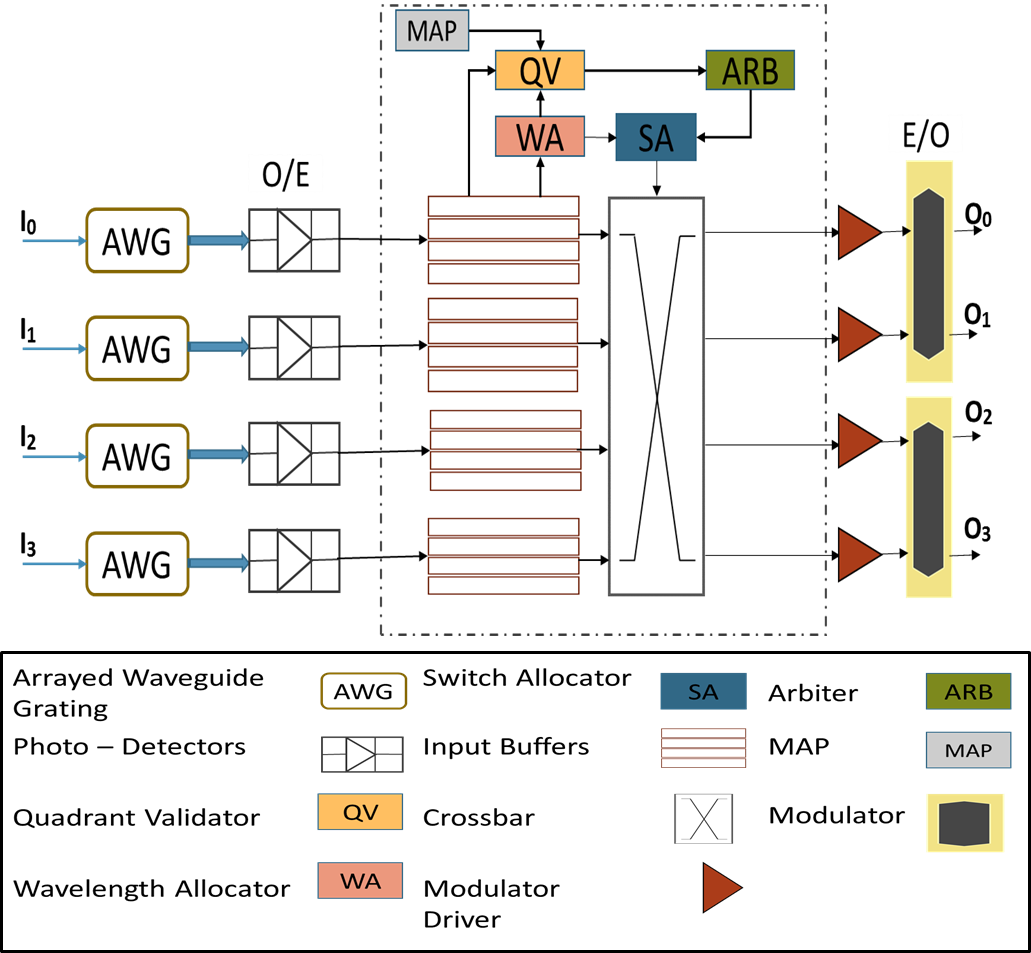 MAP
QV
ARB
WA
SA
E/O
O/E
I0
AWG
O0
I1
AWG
O1
I2
AWG
O2
I3
AWG
O3
Arrayed Waveguide
Grating
AWG
Switch Allocator
SA
Arbiter
ARB
Photo – Detectors
Input Buffers
MAP
MAP
Quadrant Validator
QV
Crossbar
Modulator
Wavelength Allocator
WA
Modulator
Driver